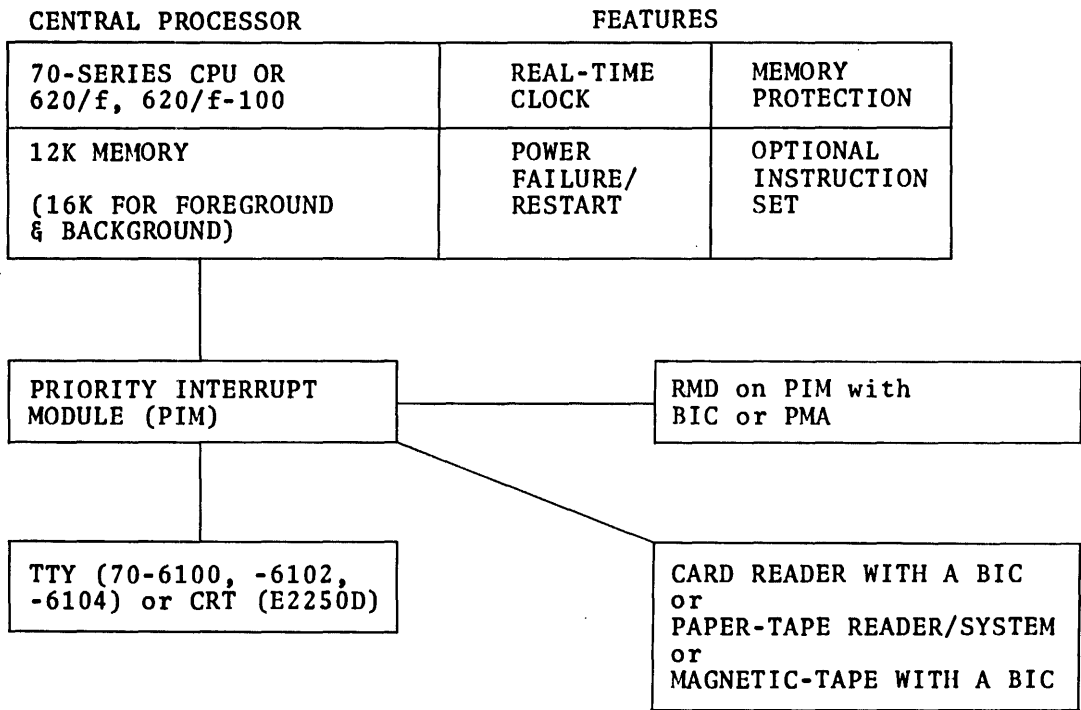 CENTRAL PROCESSOR
FEATURES
70-SERIES CPU OR
620/f, 620/f-100
REAL-TIME
CLOCK
MEMORY
PROTECTION
12K MEMORY
(16K FOR FOREGROUND
& BACKGROUND)
POWER
FAILURE/
RESTART
OPTIONAL
INSTRUCTION
SET
PRIORITY INTERRUPT
MODULE (PIM)
RMD on PIM with
BIC or PMA
TTY (70-6100, -6102,
-6104) or CRT (E2250D)
CARD READER WITH A BIC
or
PAPER-TAPE READER/SYSTEM
or
MAGNETIC-TAPE WITH A BIC